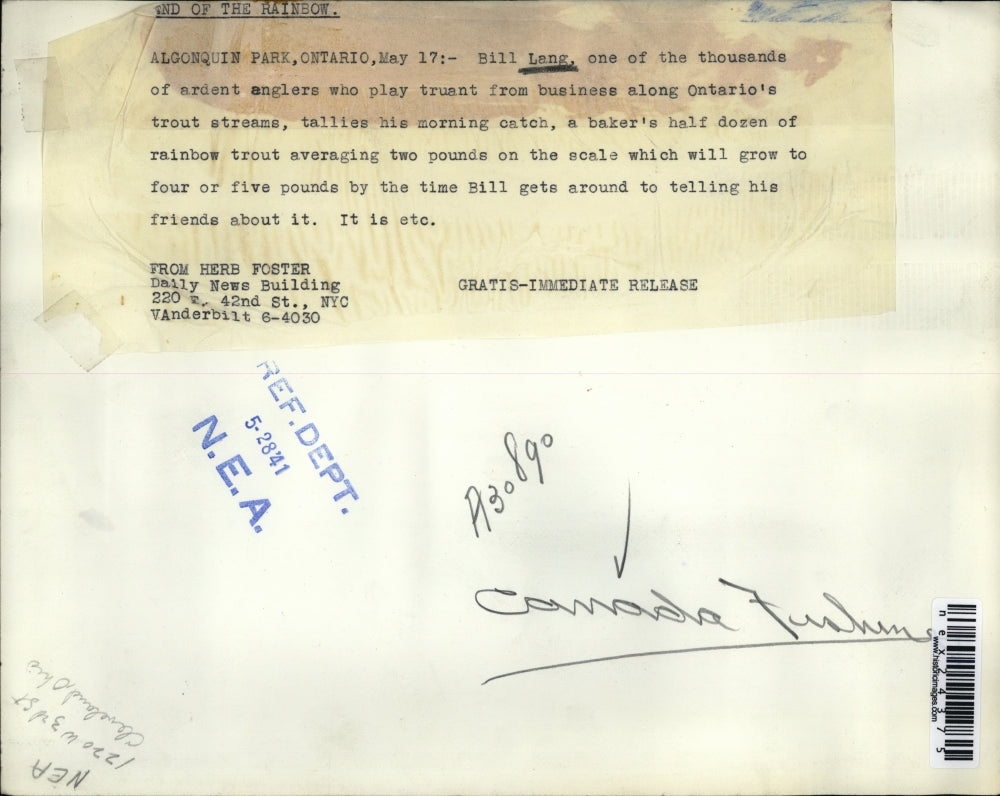 END OF THE RAINBOW.
ALGONQUIN PARK,ONTARIO,May 17:- Bill Lang, one of the thousands
of ardent anglers who play truant from business along Ontario's
trout streams, tallies his morning catch, a baker's half dozen of
rainbow trout averaging two pounds on the scale which will grow to
four or five pounds by the time Bill gets around to telling his
friends about it. It is etc.
FROM HERB FOSTER
Daily News Building
220 E. 42nd St., NYC
VAnderbilt 6-4030
GRATIS-IMMEDIATE RELEASE
REF. DEPT.
5-28'41
N.E.A.
Canada
NEA
1220 W 3rd St
Cleveland, Ohio
nex24375
www.historicimages.com